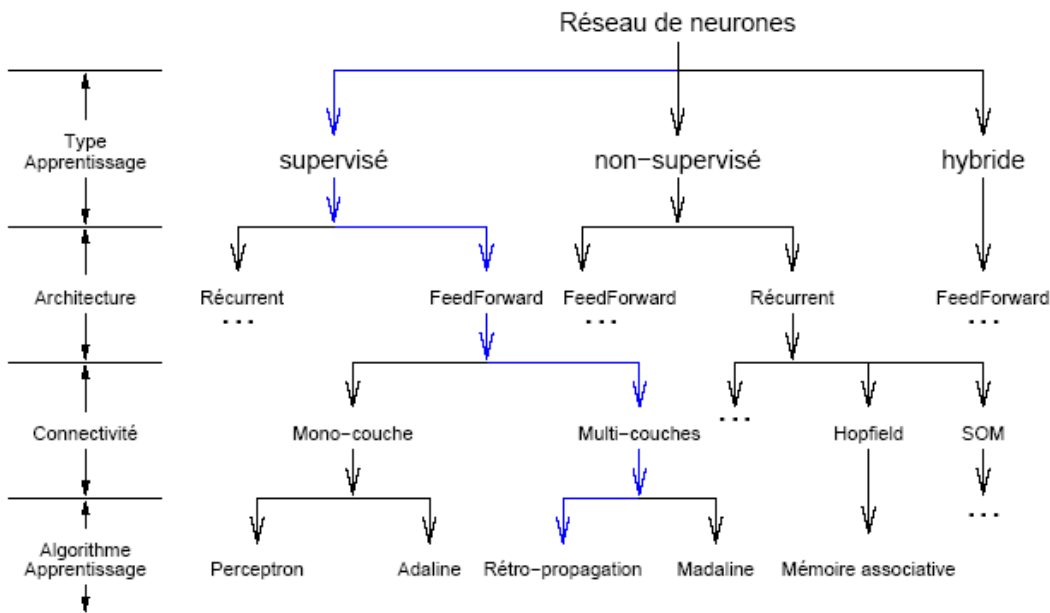 Réseau de neurones
Type
Apprentissage
supervisé
non-supervisé
hybride
Architecture
Récurrent
FeedForward
FeedForward
Récurrent
FeedForward
...
...
...
Connectivité
Mono-couche
Multi-couches
...
Hopfield
SOM
...
Algorithme
Apprentissage
Perceptron
Adaline
Rétro-propagation
Madaline
Mémoire associative